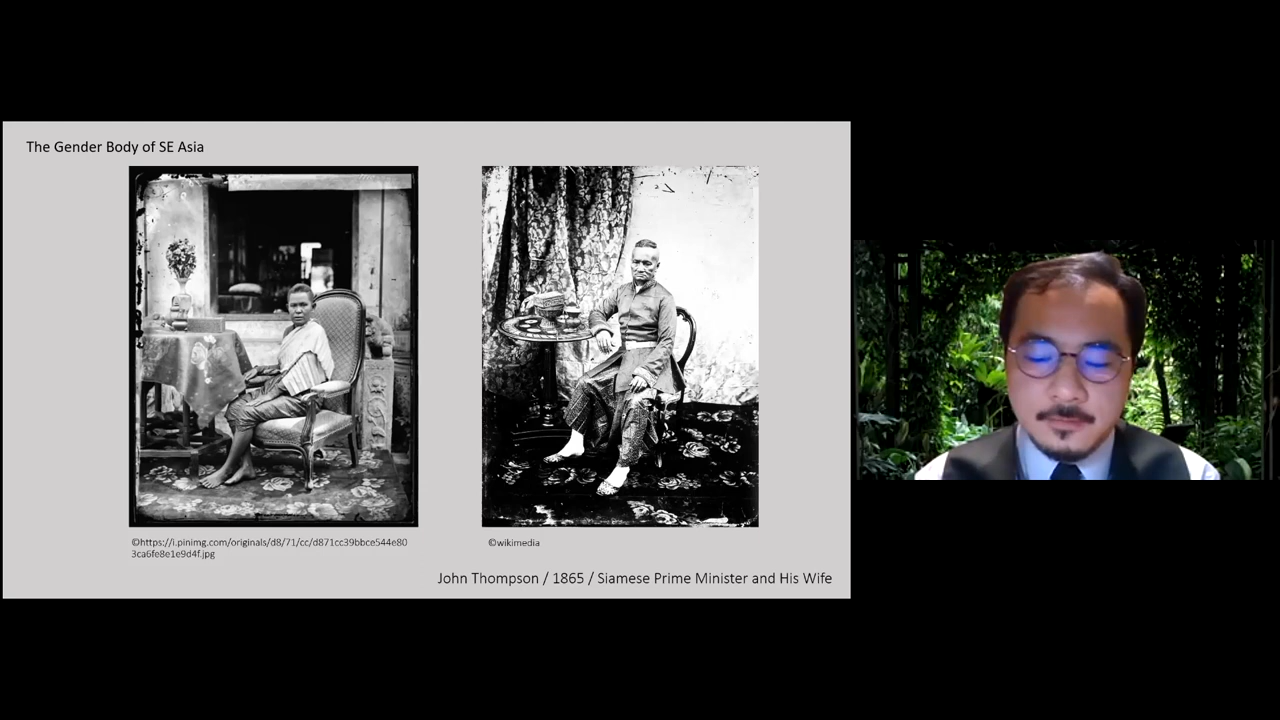 The Gender Body of SE Asia
©https://i.pinimg.com/originals/d8/71/cc/d871cc39bbce544e80
3ca6fe8e1e9d4f.jpg
©wikimedia
John Thompson / 1865 / Siamese Prime Minister and His Wife